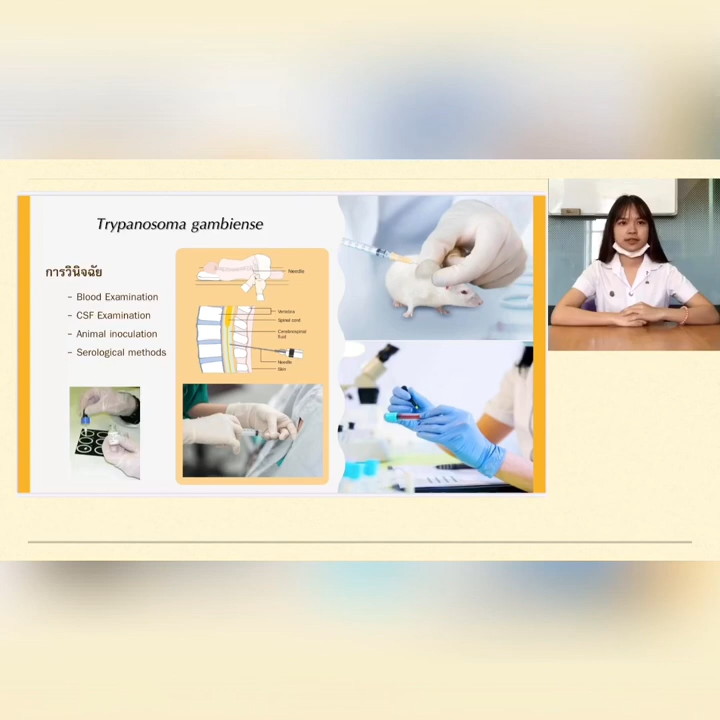 Trypanosoma gambiense
การวินิจฉัย
- Blood Examination
- CSF Examination
- Animal inoculation
- Serological methods
Needle
Vertebra
Spinal cord
Cerebrospinal
fluid
Needle
Skin